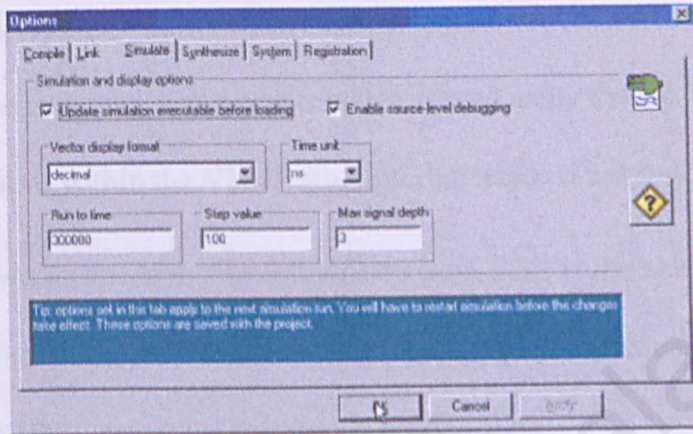 Options
Compile Link Simulate Synthesize System Registration
Simulation and display options
Update simulation executable before loading
Enable source-level debugging
Vector display format
Time unit
decimal
ns
Run to time
Step value
Max signal depth
100
3
Tip: options set in this tab apply to the next simulation run. You will have to restart simulation before the changes
take effect. These options are saved with the project.
Cancel
Apply